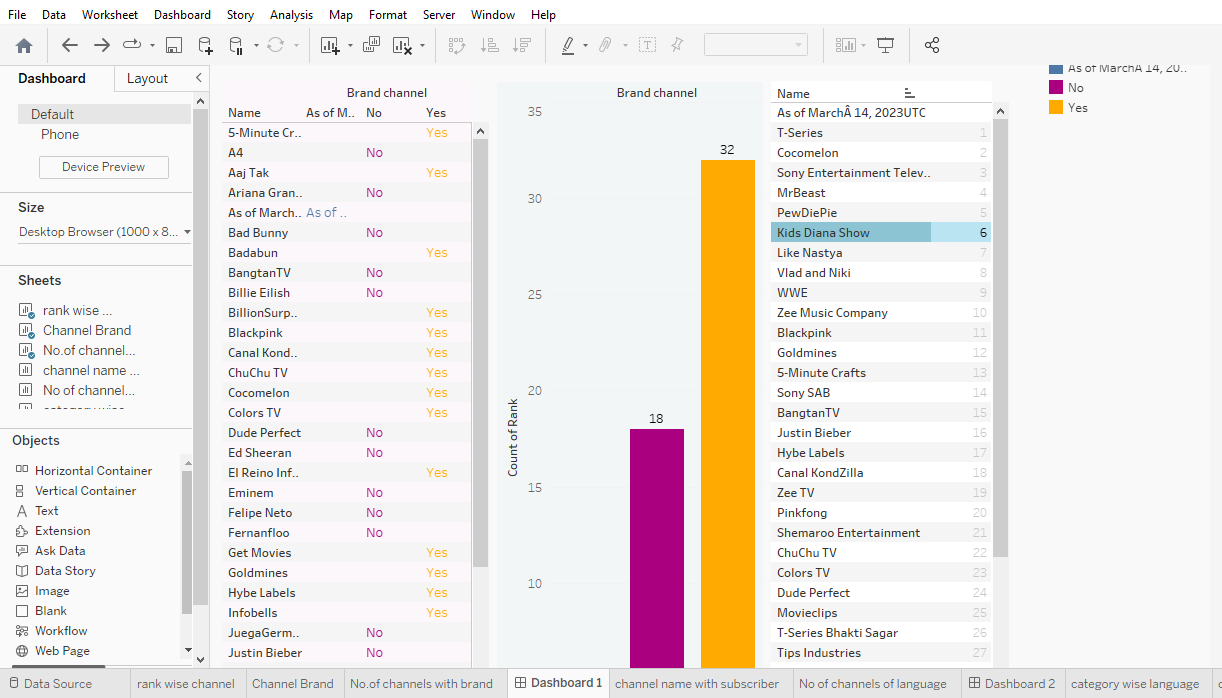 File Data Worksheet Dashboard Story Analysis Map Format Server Window Help
Dashboard Layout
Default
Phone
Device Preview
Size
Desktop Browser (1000 x 8...
Sheets
rank wise ...
Channel Brand
No.of channel...
channel name ...
No of channel...
Objects
Horizontal Container
Vertical Container
Text
Extension
Ask Data
Data Story
Image
Blank
Workflow
Web Page
Brand channel
Name As of M.. No Yes
5-Minute Cr.. Yes
A4 No
Aaj Tak Yes
Ariana Gran.. No
As of March.. As of ..
Bad Bunny No
Badabun Yes
BangtanTV No
Billie Eilish No
BillionSurp.. Yes
Blackpink Yes
Canal Kond.. Yes
ChuChu TV Yes
Cocomelon Yes
Colors TV Yes
Dude Perfect No
Ed Sheeran No
El Reino Inf.. Yes
Eminem No
Felipe Neto No
Fernanfloo No
Get Movies Yes
Goldmines Yes
Hybe Labels Yes
Infobells Yes
JuegaGerm.. No
Justin Bieber No
Brand channel
35
32
30
25
20
18
15
10
Count of Rank
Name
As of MarchÂ 14, 2023UTC
T-Series 1
Cocomelon 2
Sony Entertainment Telev.. 3
MrBeast 4
PewDiePie 5
Kids Diana Show 6
Like Nastya 7
Vlad and Niki 8
WWE 9
Zee Music Company 10
Blackpink 11
Goldmines 12
5-Minute Crafts 13
Sony SAB 14
BangtanTV 15
Justin Bieber 16
Hybe Labels 17
Canal KondZilla 18
Zee TV 19
Pinkfong 20
Shemaroo Entertainment 21
ChuChu TV 22
Colors TV 23
Dude Perfect 24
Movieclips 25
T-Series Bhakti Sagar 26
Tips Industries 27
As of MarchÂ 14, 20..
No
Yes
Data Source rank wise channel Channel Brand No.of channels with brand Dashboard 1 channel name with subscriber No of channels of language Dashboard 2 category wise language